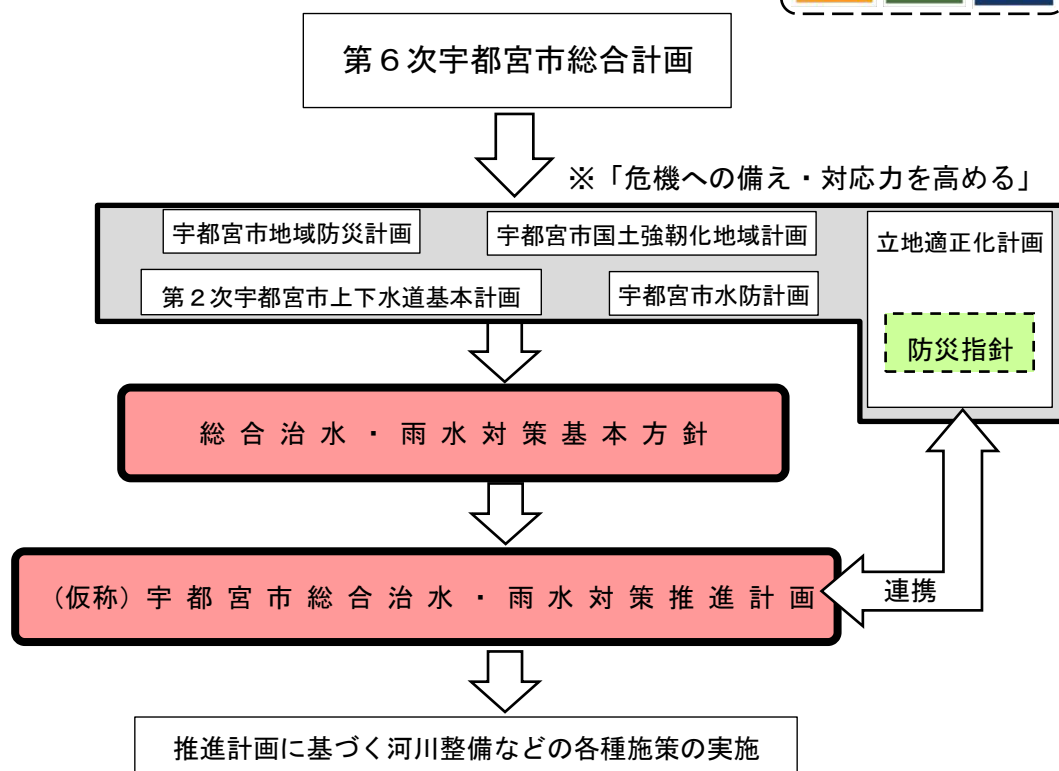 第６次宇都宮市総合計画
※「危機への備え・対応力を高める」
宇都宮市地域防災計画
宇都宮市国土強靭化地域計画
立地適正化計画
第２次宇都宮市上下水道基本計画
宇都宮市水防計画
防災指針
総合治水・雨水対策基本方針
（仮称）宇都宮市総合治水・雨水対策推進計画
連携
推進計画に基づく河川整備などの各種施策の実施